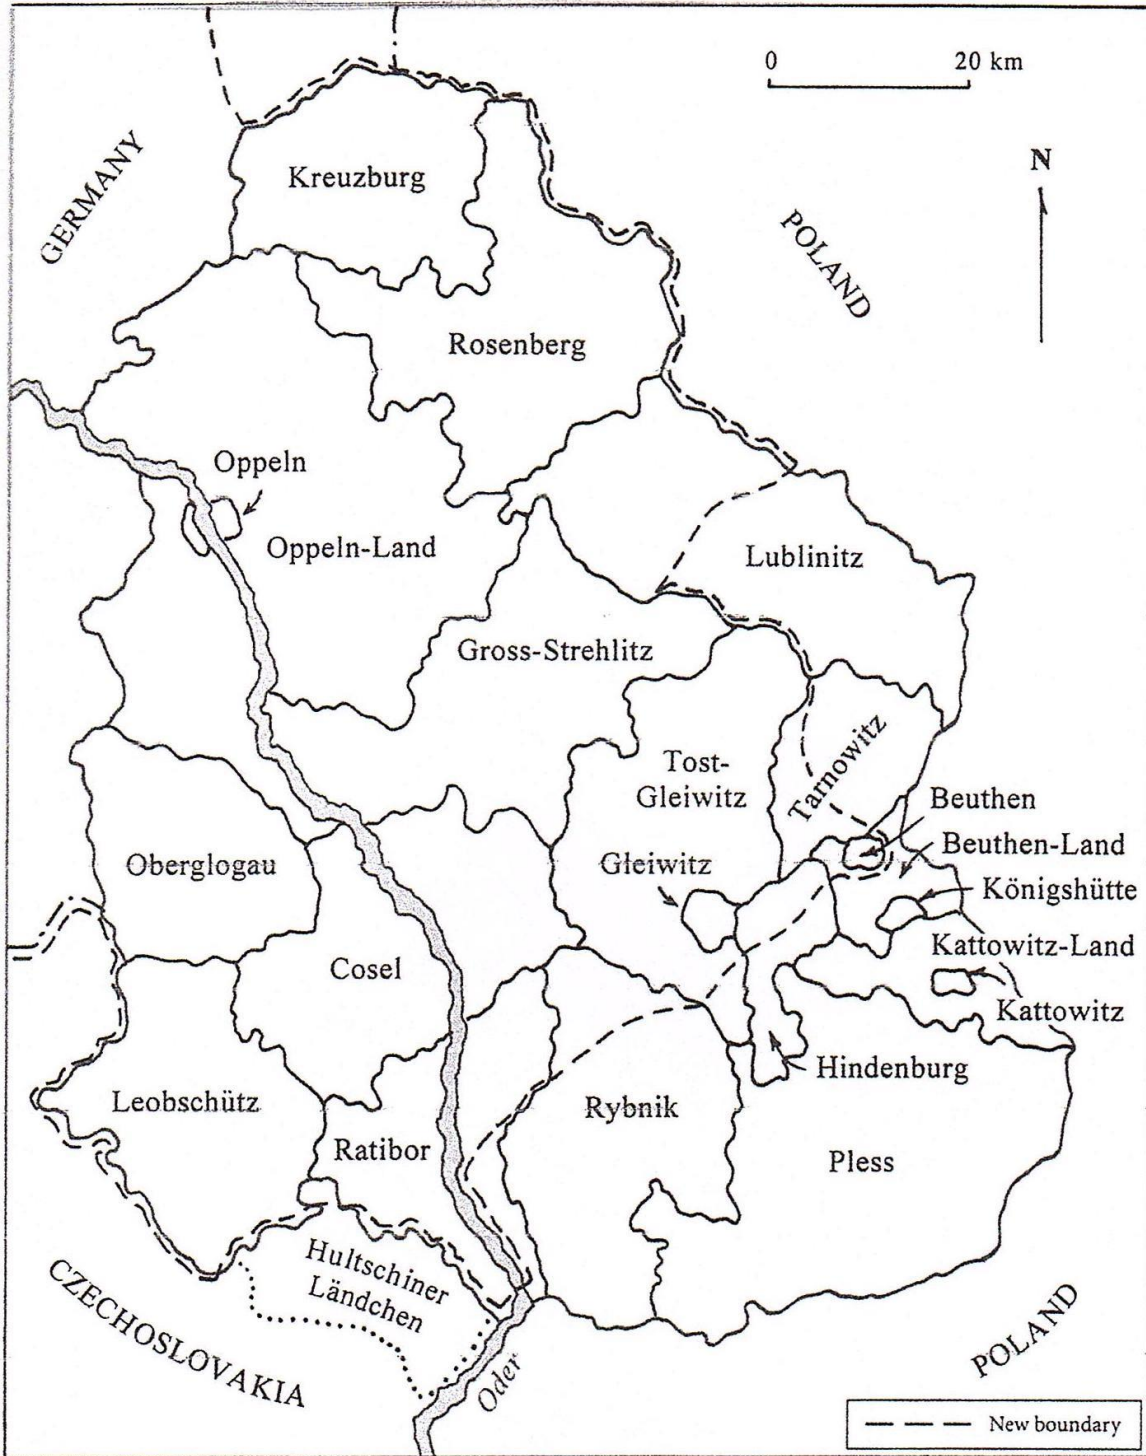 0 20 km
N
GERMANY
Kreuzburg
POLAND
Rosenberg
Oppeln
Oppeln-Land
Lublinitz
Gross-Strehlitz
Tost-
Gleiwitz
Tarnowitz
Beuthen
Beuthen-Land
Oberglogau
Gleiwitz
Königshütte
Kattowitz-Land
Cosel
Kattowitz
Hindenburg
Leobschütz
Rybnik
Ratibor
Pless
Hultschiner
Ländchen
CZECHOSLOVAKIA
Oder
POLAND
New boundary